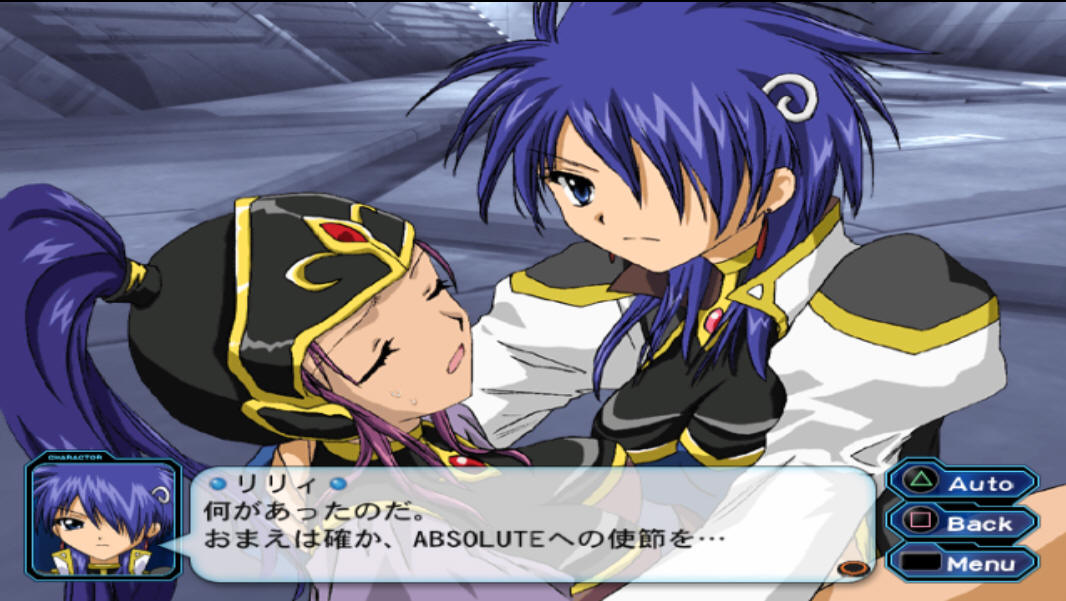 CHARACTOR
リリィ
何があったのだ。
おまえは確か、ABSOLUTEへの使節を…
Auto
Back
Menu